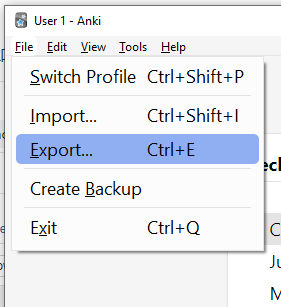 User 1 - Anki
File Edit View Tools Help
Switch Profile Ctrl+Shift+P
Import... Ctrl+Shift+I
Export... Ctrl+E
Create Backup
Exit Ctrl+Q